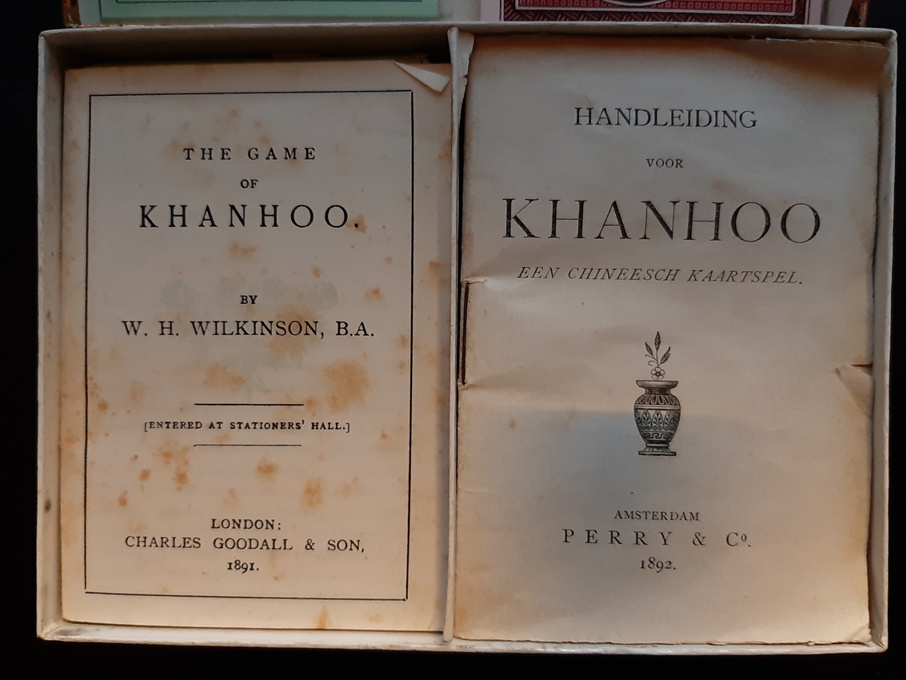 THE GAME
OF
KHANHOO.
BY
W. H. WILKINSON, B.A.
[ENTERED AT STATIONERS' HALL.]
LONDON:
CHARLES GOODALL & SON,
1891.
HANDLEIDING
VOOR
KHANHOO
EEN CHINEESCH KAARTSPEL.
AMSTERDAM
PERRY & Co.
1892.